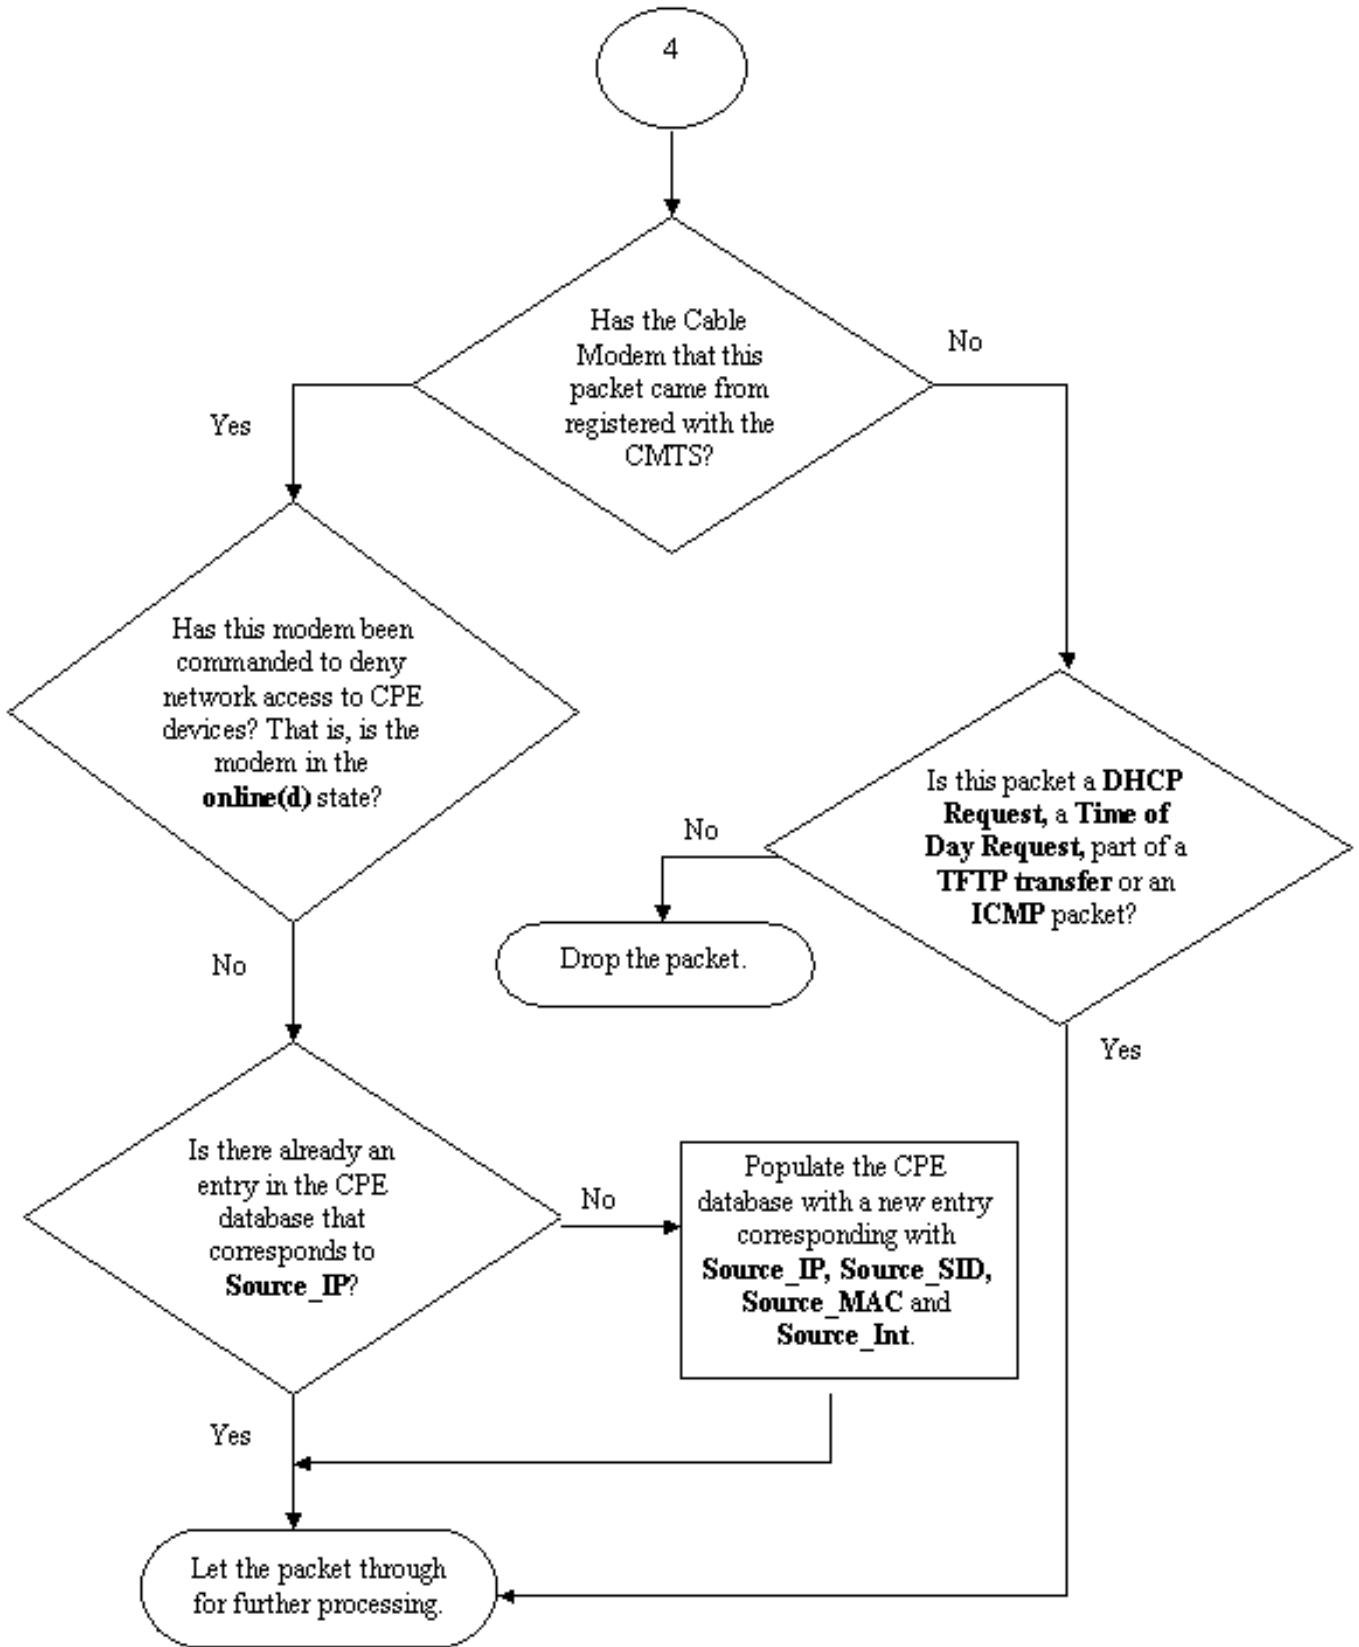 4
Has the Cable
Modem that this
packet came from
registered with the
CMTS?
No
Yes
Has this modem been
commanded to deny
network access to CPE
devices? That is, is the
modem in the
online(d) state?
Is this packet a DHCP
Request, a Time of
Day Request, part of a
TFTP transfer or an
ICMP packet?
No
Drop the packet.
No
Yes
Is there already an
entry in the CPE
database that
corresponds to
Source_IP?
No
Populate the CPE
database with a new entry
corresponding with
Source_IP, Source_SID,
Source_MAC and
Source_Int.
Yes
Let the packet through
for further processing.